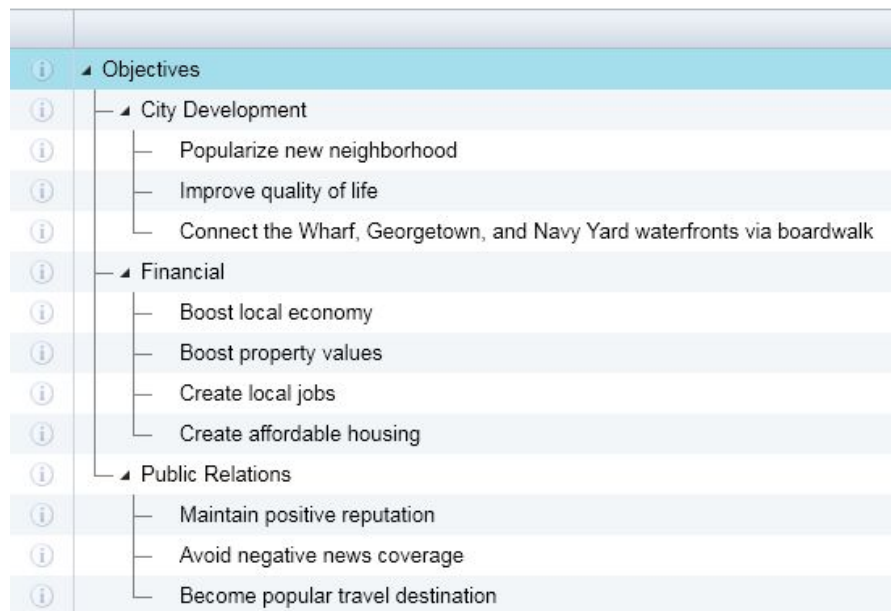 Objectives
City Development
Popularize new neighborhood
Improve quality of life
Connect the Wharf, Georgetown, and Navy Yard waterfronts via boardwalk
Financial
Boost local economy
Boost property values
Create local jobs
Create affordable housing
Public Relations
Maintain positive reputation
Avoid negative news coverage
Become popular travel destination